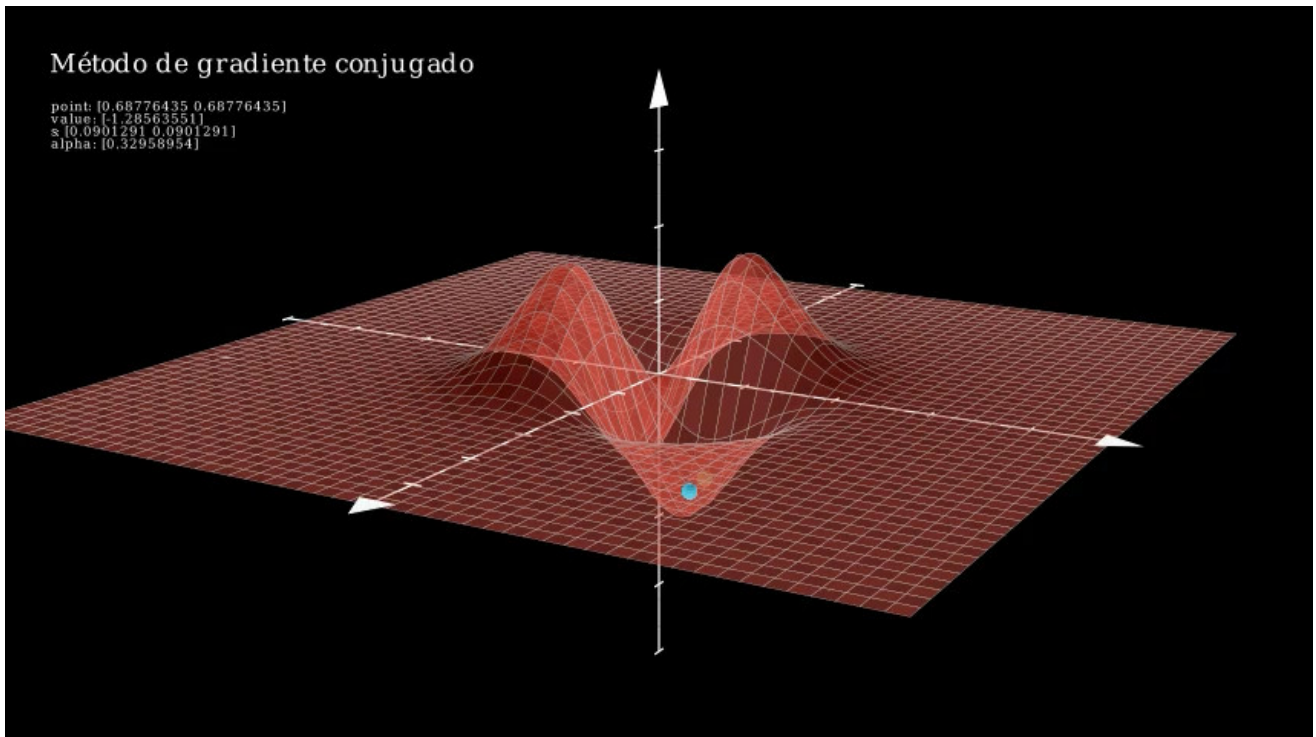 Método de gradiente conjugado
point: [0.68776435 0.68776435]
value: [-1.28563551]
s: [0.0901291 0.0901291]
alpha: [0.32958954]